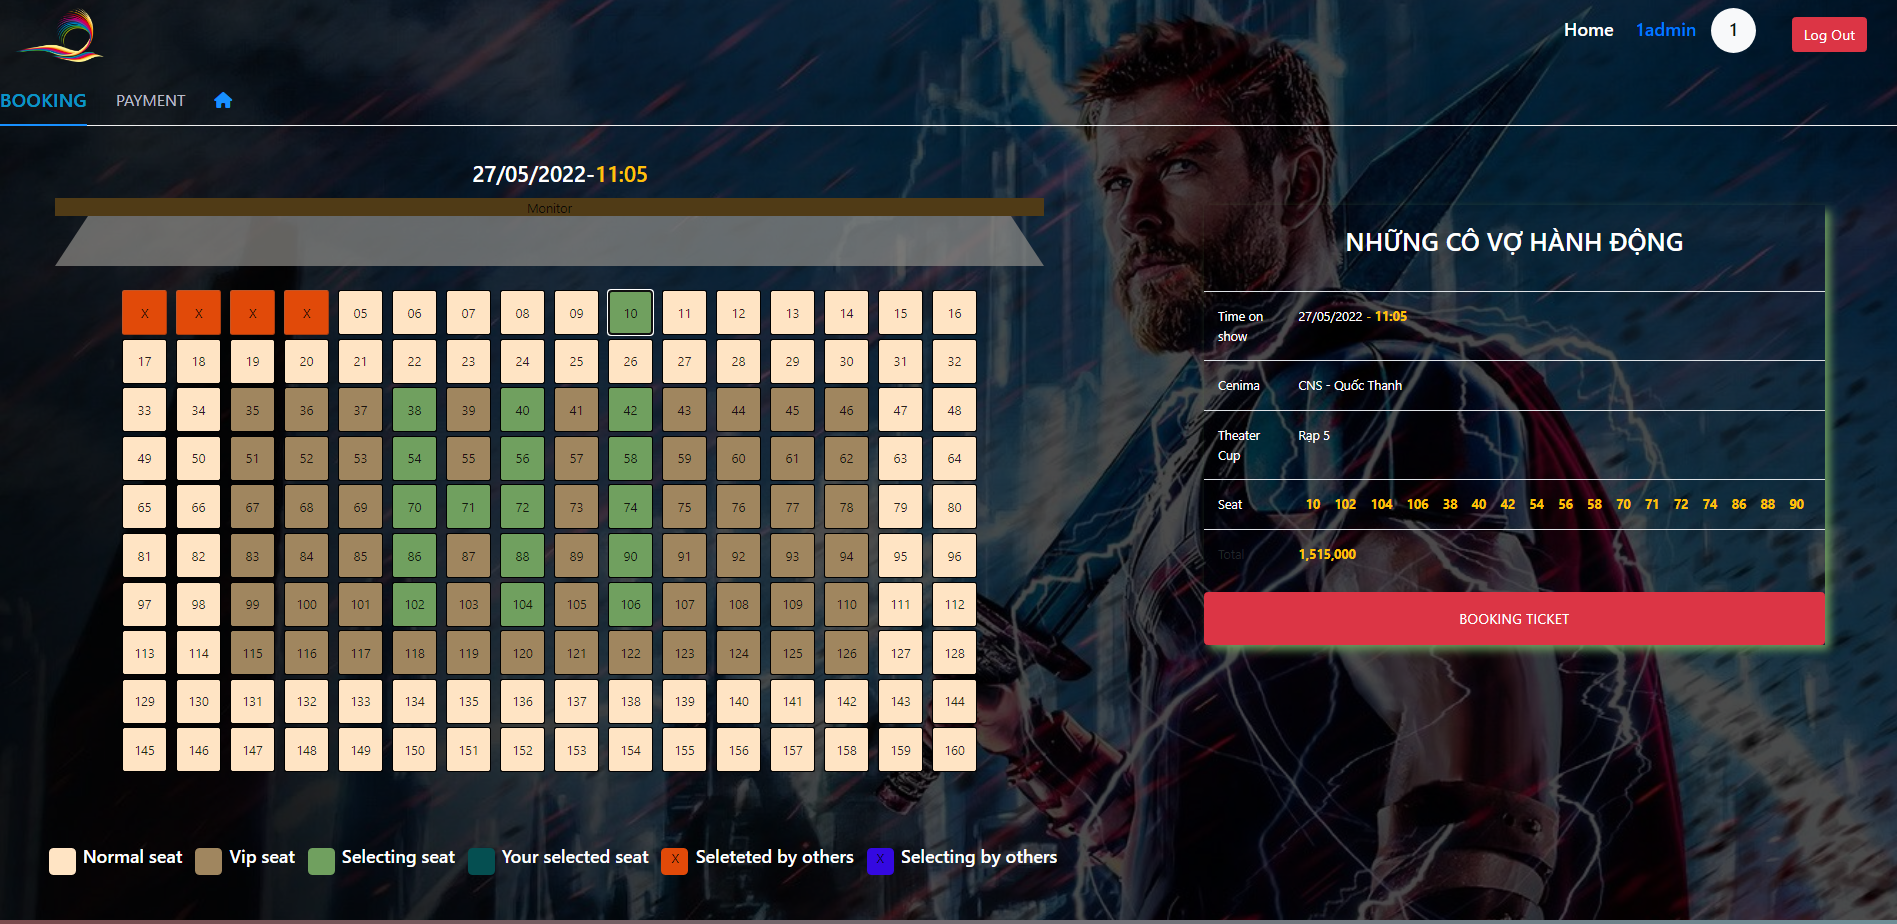 Home 1admin 1 Log Out
BOOKING PAYMENT
27/05/2022-11:05
Monitor
X X X X 05 06 07 08 09 10 11 12 13 14 15 16
17 18 19 20 21 22 23 24 25 26 27 28 29 30 31 32
33 34 35 36 37 38 39 40 41 42 43 44 45 46 47 48
49 50 51 52 53 54 55 56 57 58 59 60 61 62 63 64
65 66 67 68 69 70 71 72 73 74 75 76 77 78 79 80
81 82 83 84 85 86 87 88 89 90 91 92 93 94 95 96
97 98 99 100 101 102 103 104 105 106 107 108 109 110 111 112
113 114 115 116 117 118 119 120 121 122 123 124 125 126 127 128
129 130 131 132 133 134 135 136 137 138 139 140 141 142 143 144
145 146 147 148 149 150 151 152 153 154 155 156 157 158 159 160
Normal seat Vip seat Selecting seat Your selected seat X Seleteted by others X Selecting by others
NHỮNG CÔ VỢ HÀNH ĐỘNG
Time on show 27/05/2022 - 11:05
Cenima CNS - Quốc Thanh
Theater Cup Rạp 5
Seat 10 102 104 106 38 40 42 54 56 58 70 71 72 74 86 88 90
Total 1,515,000
BOOKING TICKET